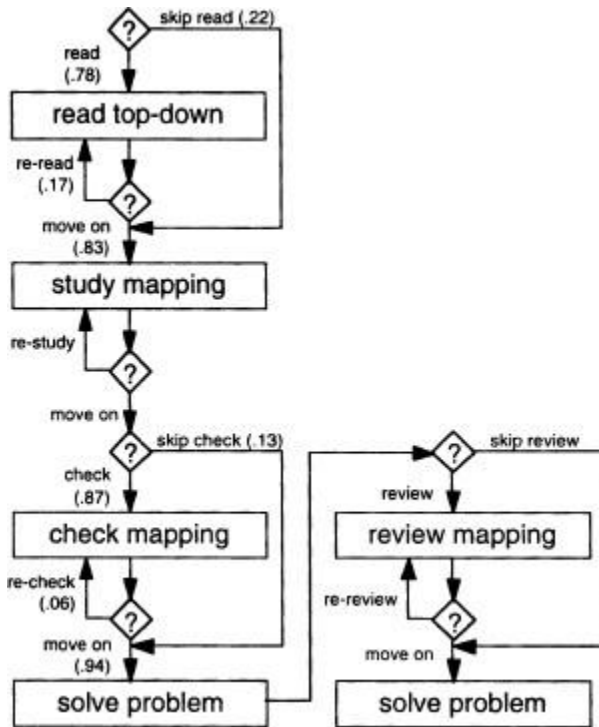 ?
skip read (.22)
read
(.78)
read top-down
re-read
(.17)
?
move on
(.83)
study mapping
re-study
?
move on
?
skip check (.13)
check
(.87)
check mapping
re-check
(.06)
?
move on
(.94)
solve problem
?
skip review
review
review mapping
re-review
?
move on
solve problem